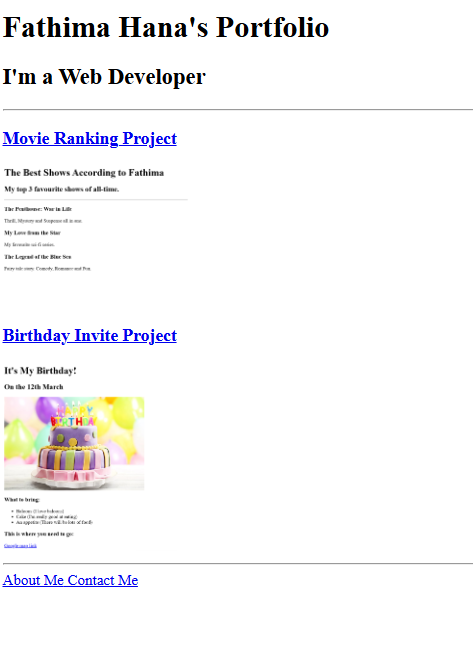 Fathima Hana's Portfolio
I'm a Web Developer
Movie Ranking Project
The Best Shows According to Fathima
My top 3 favourite shows of all-time.
The Penthouse: War in Life
Thrill, Mystery and Suspense all in one.
My Love from the Star
My favourite sci-fi series.
The Legend of the Blue Sea
Fairy tale story. Comedy, Romance and Fun.
Birthday Invite Project
It's My Birthday!
On the 12th March
BIRTHDAY
What to bring:
Baloons (I love baloons)
Cake (I'm really good at eating)
An appetite (There will be lots of food)
This is where you need to go:
Google map link
About Me Contact Me